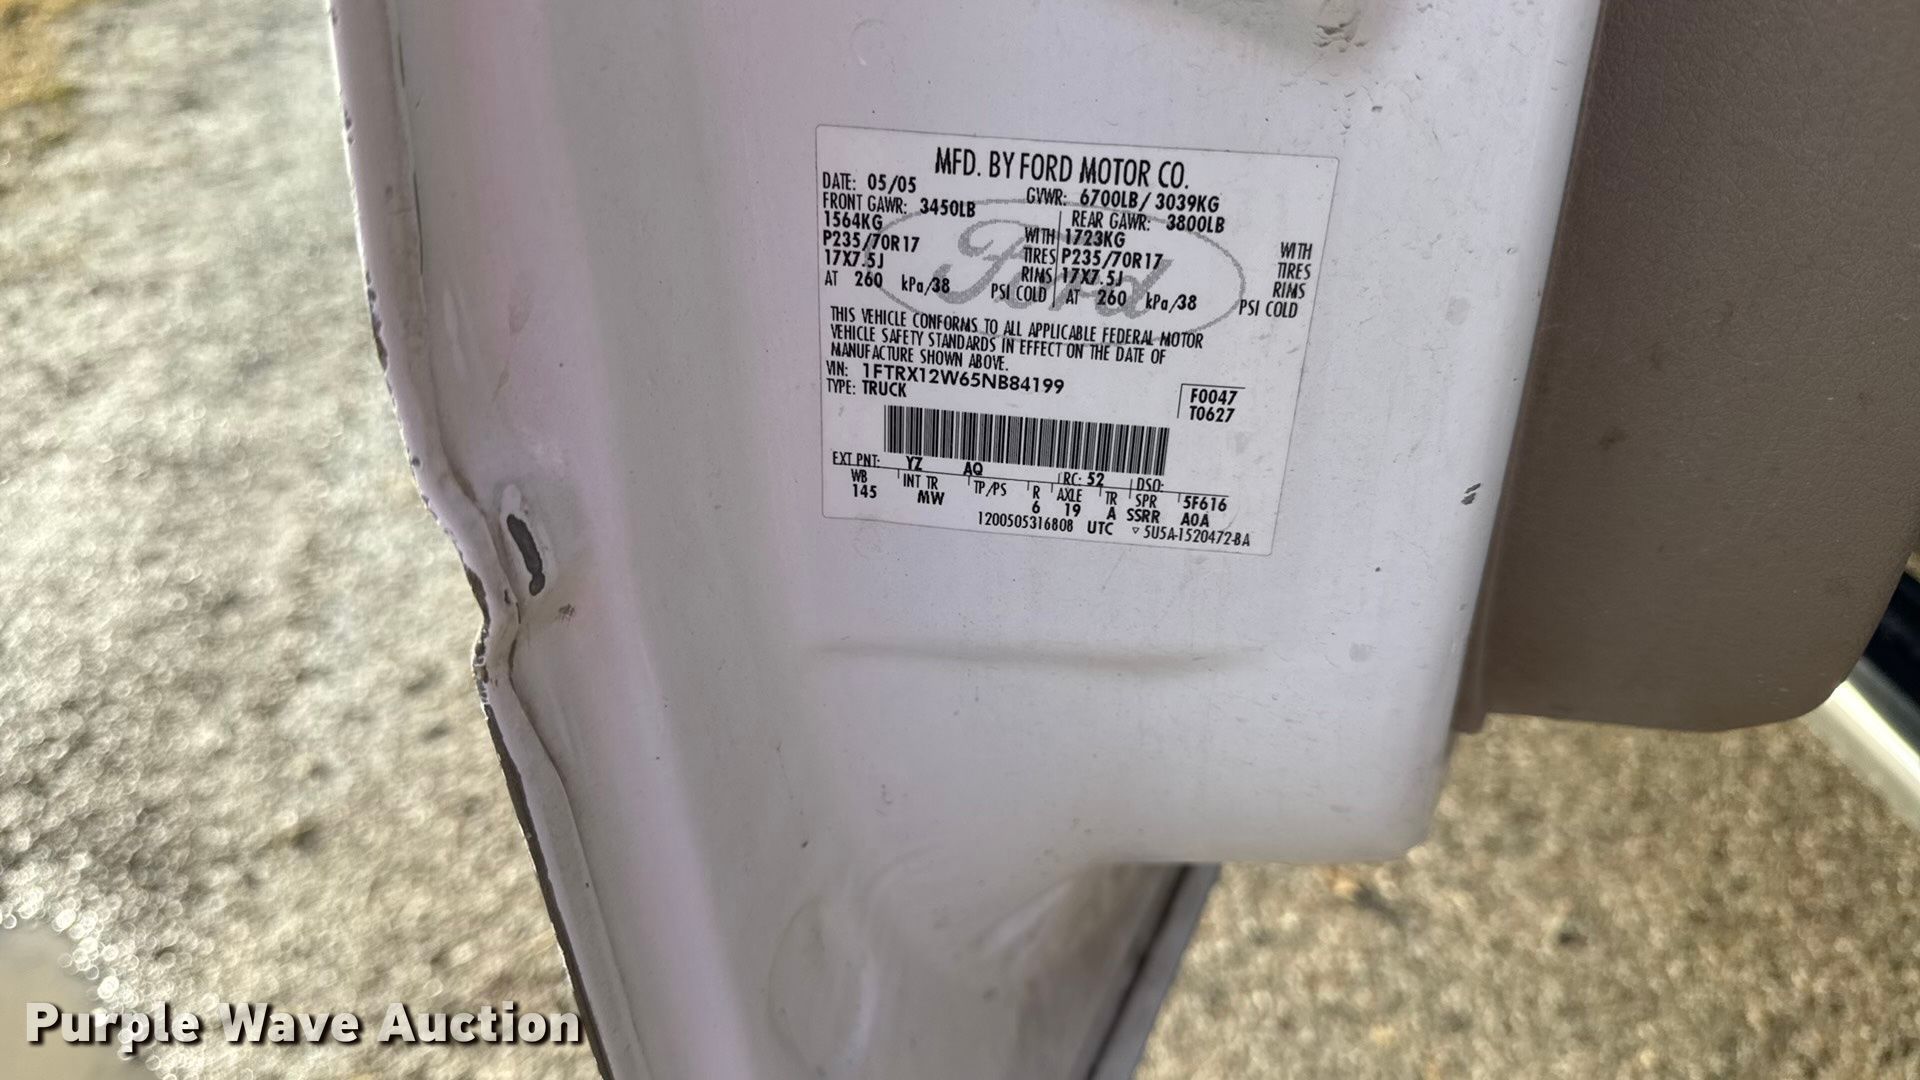 MFD. BY FORD MOTOR CO.
DATE: 05/05 GVWR: 6700LB/ 3039KG
FRONT GAWR: 3450LB REAR GAWR: 3800LB
1564KG WITH 1723KG WITH
P235/70R17 TIRES P235/70R17 TIRES
17X7.5J RIMS 17X7.5J RIMS
AT 260 kPa/38 PSI COLD AT 260 kPa/38 PSI COLD
Ford
THIS VEHICLE CONFORMS TO ALL APPLICABLE FEDERAL MOTOR
VEHICLE SAFETY STANDARDS IN EFFECT ON THE DATE OF
MANUFACTURE SHOWN ABOVE.
VIN: 1FTRX12W65NB84199
TYPE: TRUCK
F0047
T0627
EXT PNT: YZ AQ RC: 52 DSO:
WB INT TR TP/PS R AXLE TR SPR 5F616
145 MW 6 19 A SSRR A0A
1200505316808 UTC ▽ 5U5A-1520472-BA
Purple Wave Auction